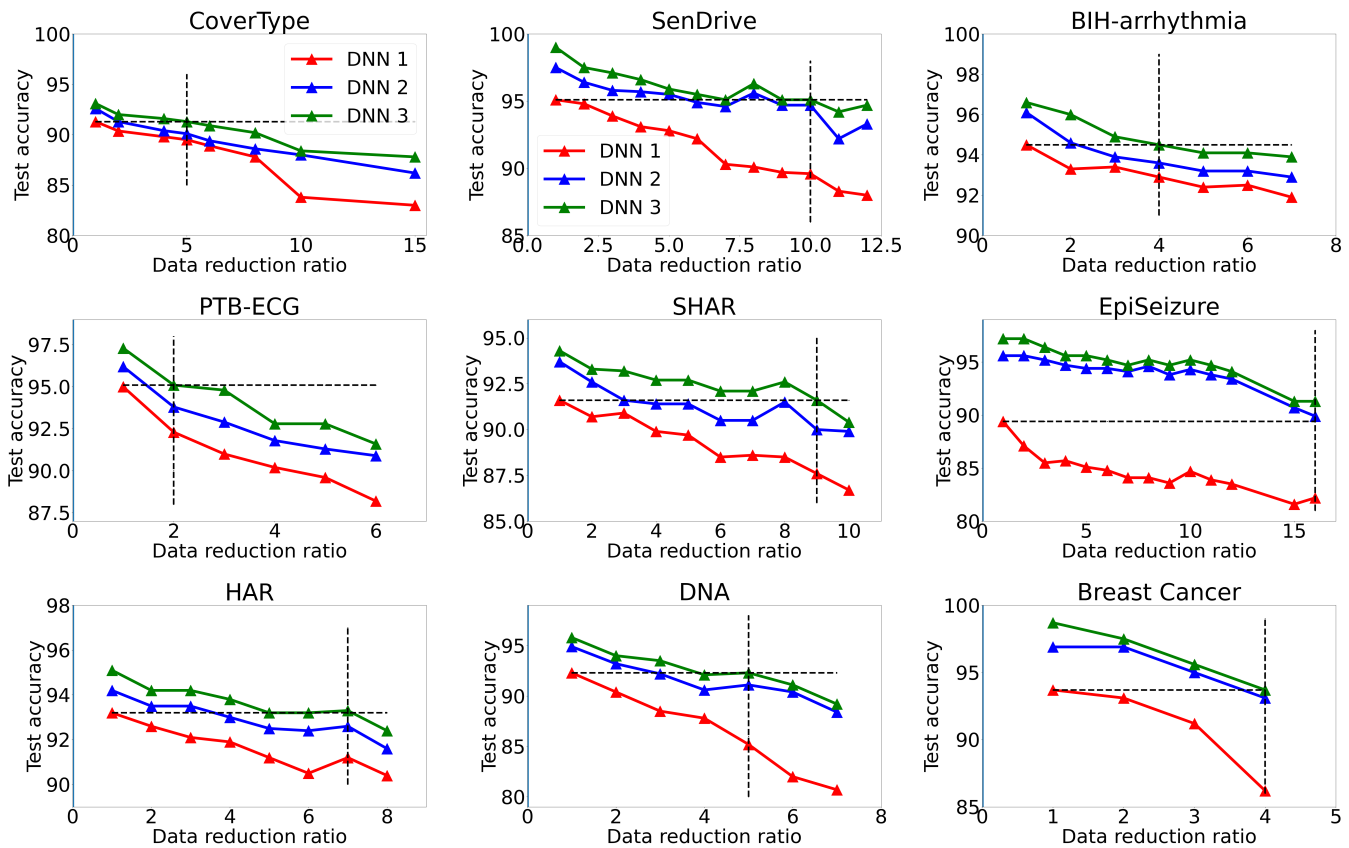 CoverType
100
95
90
85
80
0
5
10
15
Test accuracy
Data reduction ratio
DNN 1
DNN 2
DNN 3
SenDrive
100
95
90
85
0.0
2.5
5.0
7.5
10.0
12.5
Test accuracy
Data reduction ratio
DNN 1
DNN 2
DNN 3
BIH-arrhythmia
100
98
96
94
92
90
0
2
4
6
8
Test accuracy
Data reduction ratio
PTB-ECG
97.5
95.0
92.5
90.0
87.5
0
2
4
6
Test accuracy
Data reduction ratio
SHAR
95.0
92.5
90.0
87.5
85.0
0
2
4
6
8
10
Test accuracy
Data reduction ratio
EpiSeizure
95
90
85
80
0
5
10
15
Test accuracy
Data reduction ratio
HAR
98
96
94
92
90
0
2
4
6
8
Test accuracy
Data reduction ratio
DNA
95
90
85
80
0
2
4
6
8
Test accuracy
Data reduction ratio
Breast Cancer
100
95
90
85
0
1
2
3
4
5
Test accuracy
Data reduction ratio